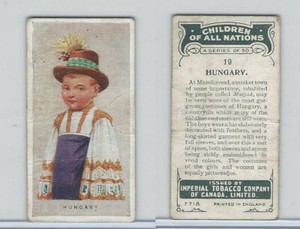 HUNGARY
CHILDREN
OF ALL NATIONS
A SERIES OF 50
19
HUNGARY.
At Mezokovesd, a market town
of some importance, inhabited
by the people called Matyod, may
be seen some of the most gor-
geous costumes of Hungary, a
country in which many of the
old time costumes are still worn.
The boys wear a hat elaborately
decorated with feathers, and a
long-skirted garment with very
full sleeves, and over this a sort
of tunic, both sleeves and apron
being richly embroidered in
vivid colours. The costumes
of the girls and women are
equally picturesque.
ISSUED BY
IMPERIAL TOBACCO COMPANY
OF CANADA, LIMITED.
7718 PRINTED IN ENGLAND